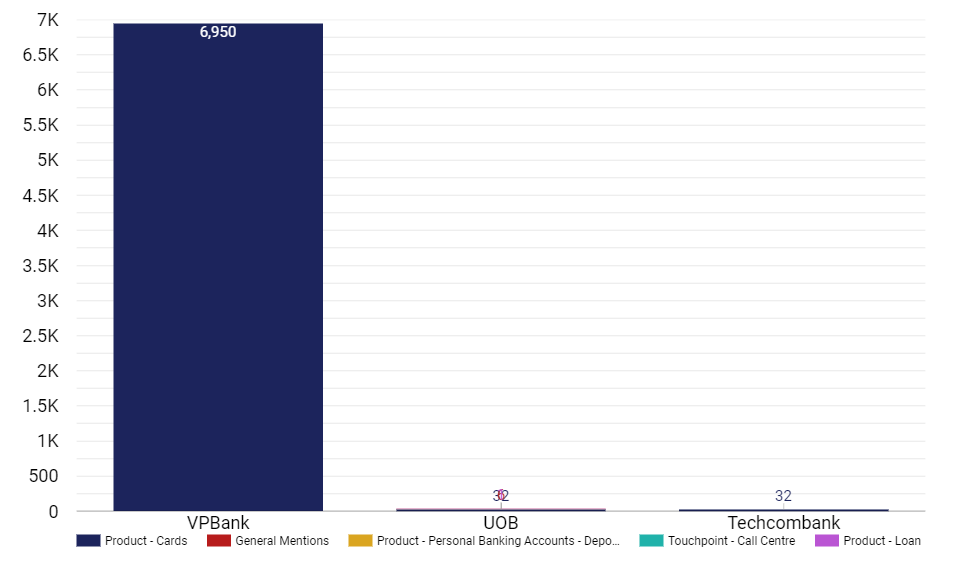 7K
6,950
6.5K
6K
5.5K
5K
4.5K
4K
3.5K
3K
2.5K
2K
1.5K
1K
500
32 32
0
VPBank UOB Techcombank
Product - Cards General Mentions Product - Personal Banking Accounts - Depo... Touchpoint - Call Centre Product - Loan